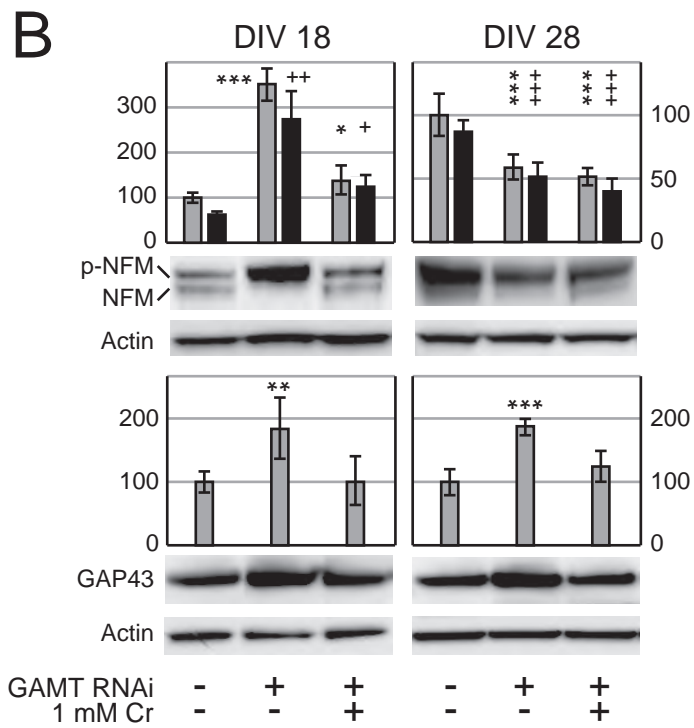 B
DIV 18 DIV 28
*** ++ * + *** +++ *** +++
300
200
100
0
100
50
0
p-NFM
NFM
Actin
** ***
200
100
0
200
100
0
GAP43
Actin
GAMT RNAi - + + - + +
1 mM Cr - - + - - +